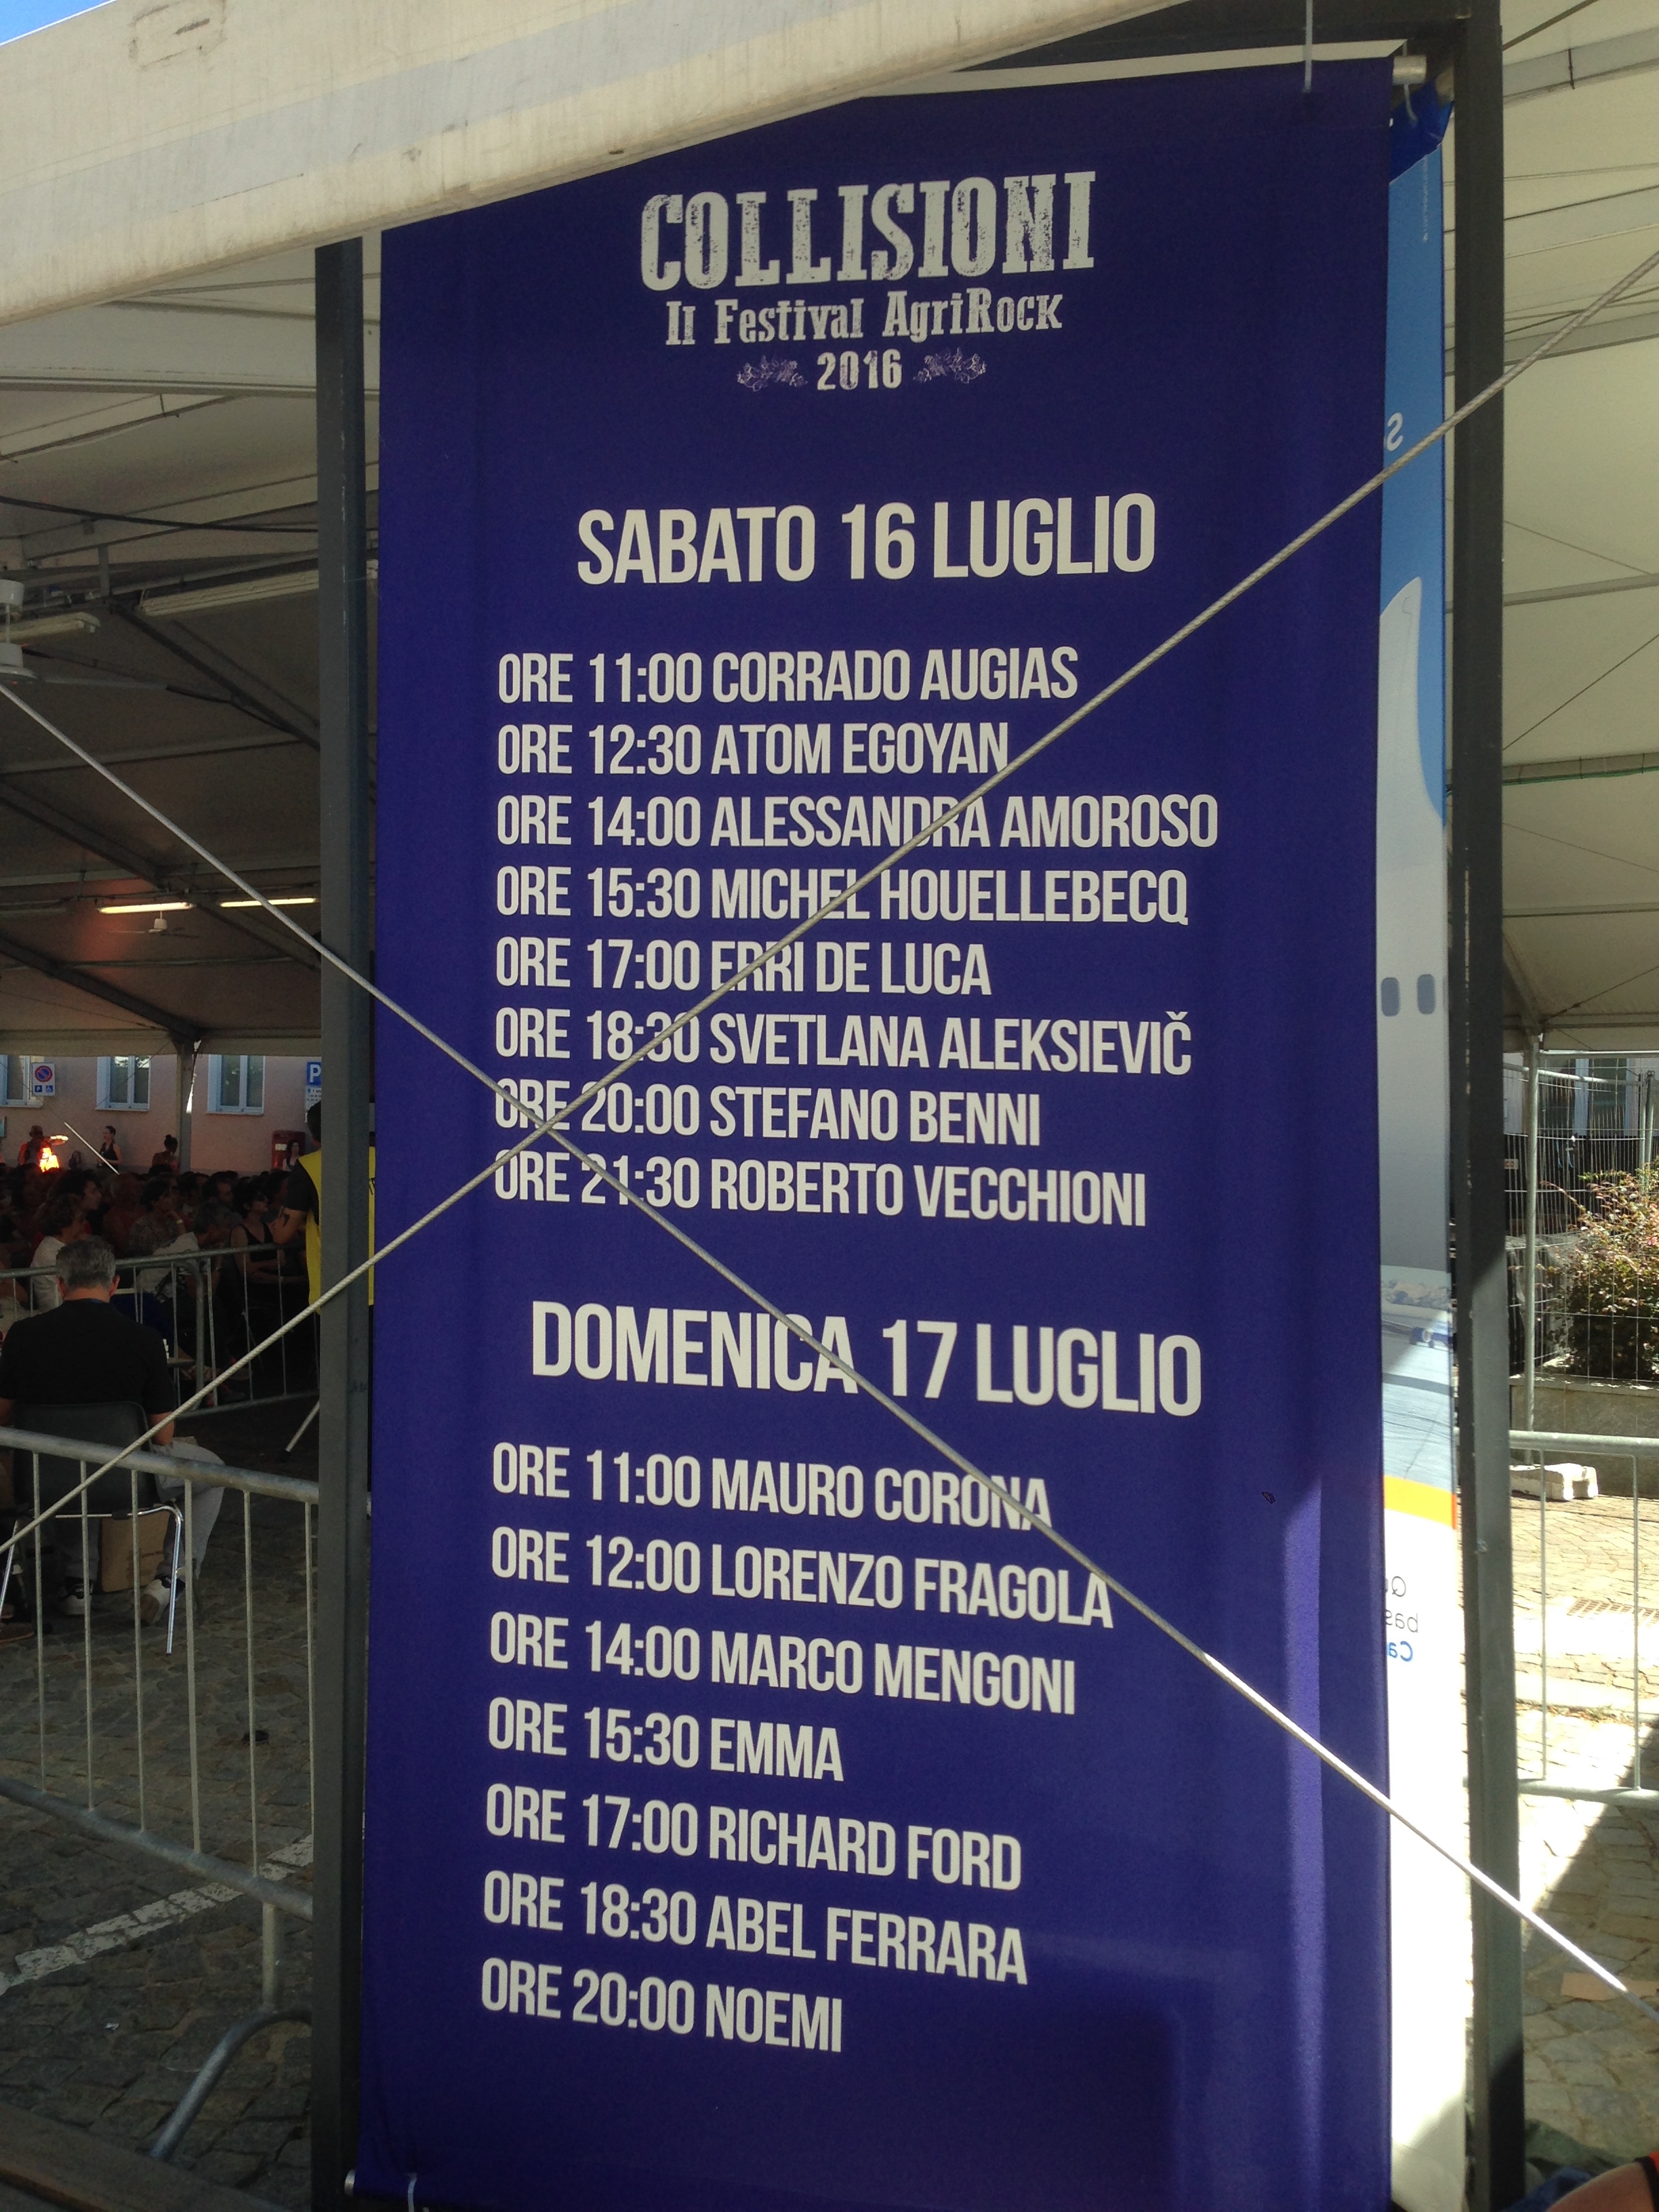 COLLISIONI
Il Festival AgriRock
2016
SABATO 16 LUGLIO
ORE 11:00 CORRADO AUGIAS
ORE 12:30 ATOM EGOYAN
ORE 14:00 ALESSANDRA AMOROSO
ORE 15:30 MICHEL HOUELLEBECQ
ORE 17:00 ERRI DE LUCA
ORE 18:30 SVETLANA ALEKSIEVIČ
ORE 20:00 STEFANO BENNI
ORE 21:30 ROBERTO VECCHIONI
DOMENICA 17 LUGLIO
ORE 11:00 MAURO CORONA
ORE 12:00 LORENZO FRAGOLA
ORE 14:00 MARCO MENGONI
ORE 15:30 EMMA
ORE 17:00 RICHARD FORD
ORE 18:30 ABEL FERRARA
ORE 20:00 NOEMI
P